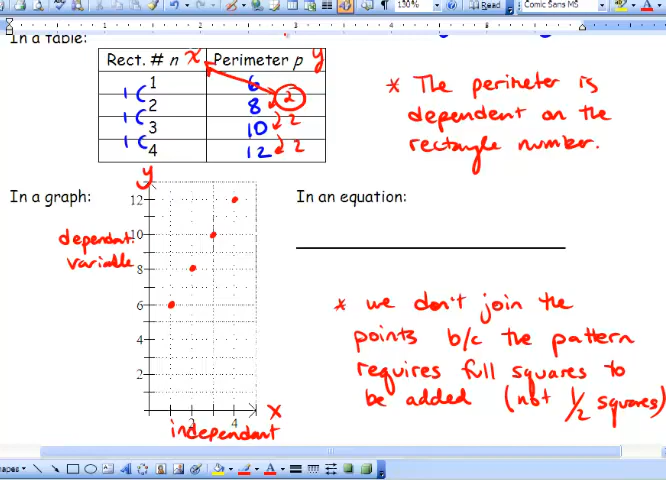 130%
Read
Comic Sans MS
In a table:
Rect. # n x Perimeter p y
1 6
1 2
2 8
1 2
3 10
1 2
4 12
* The perimeter is
dependent on the
rectangle number.
In a graph:
In an equation:
y
12
10
8
6
4
2
dependant
variable
2 4
x
independant
* we don't join the
points b/c the pattern
requires full squares to
be added (not 1/2 squares)